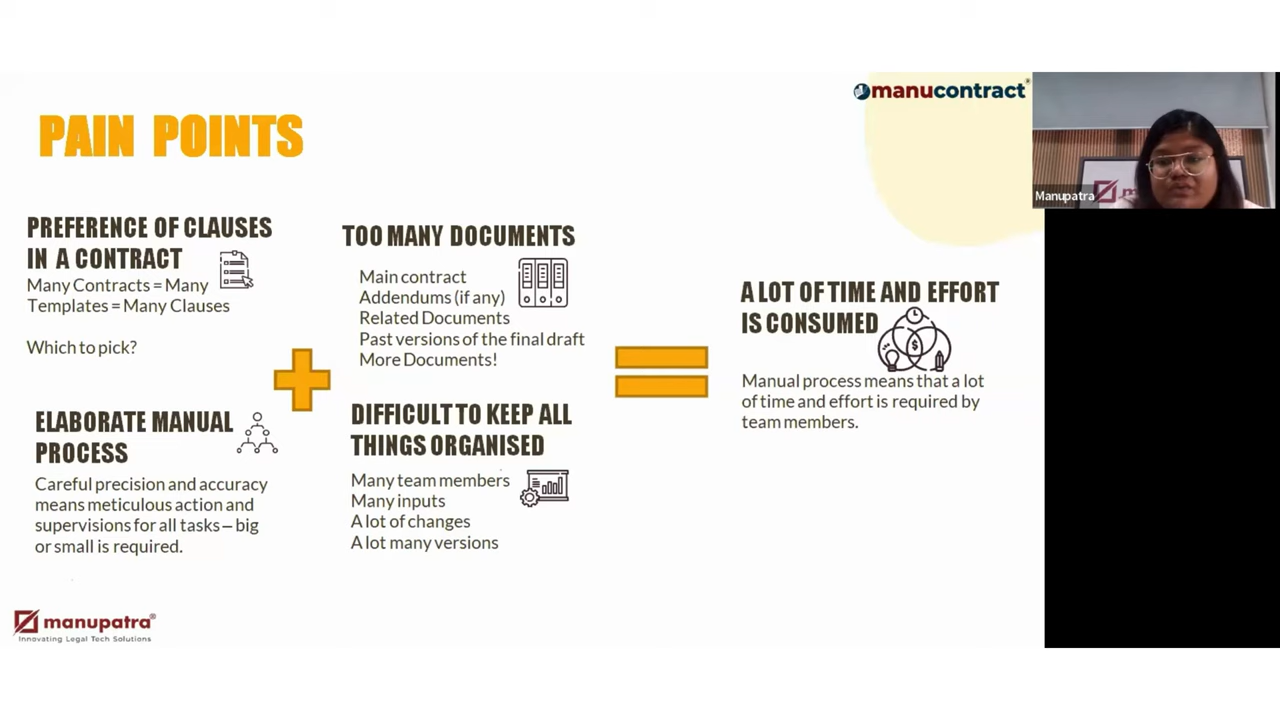 manucontract®
PAIN POINTS
PREFERENCE OF CLAUSES
IN A CONTRACT
Many Contracts = Many
Templates = Many Clauses
Which to pick?
ELABORATE MANUAL
PROCESS
Careful precision and accuracy
means meticulous action and
supervisions for all tasks – big
or small is required.
TOO MANY DOCUMENTS
Main contract
Addendums (if any)
Related Documents
Past versions of the final draft
More Documents!
DIFFICULT TO KEEP ALL
THINGS ORGANISED
Many team members
Many inputs
A lot of changes
A lot many versions
A LOT OF TIME AND EFFORT
IS CONSUMED
$
Manual process means that a lot
of time and effort is required by
team members.
Manupatra
manupatra®
Innovating Legal Tech Solutions